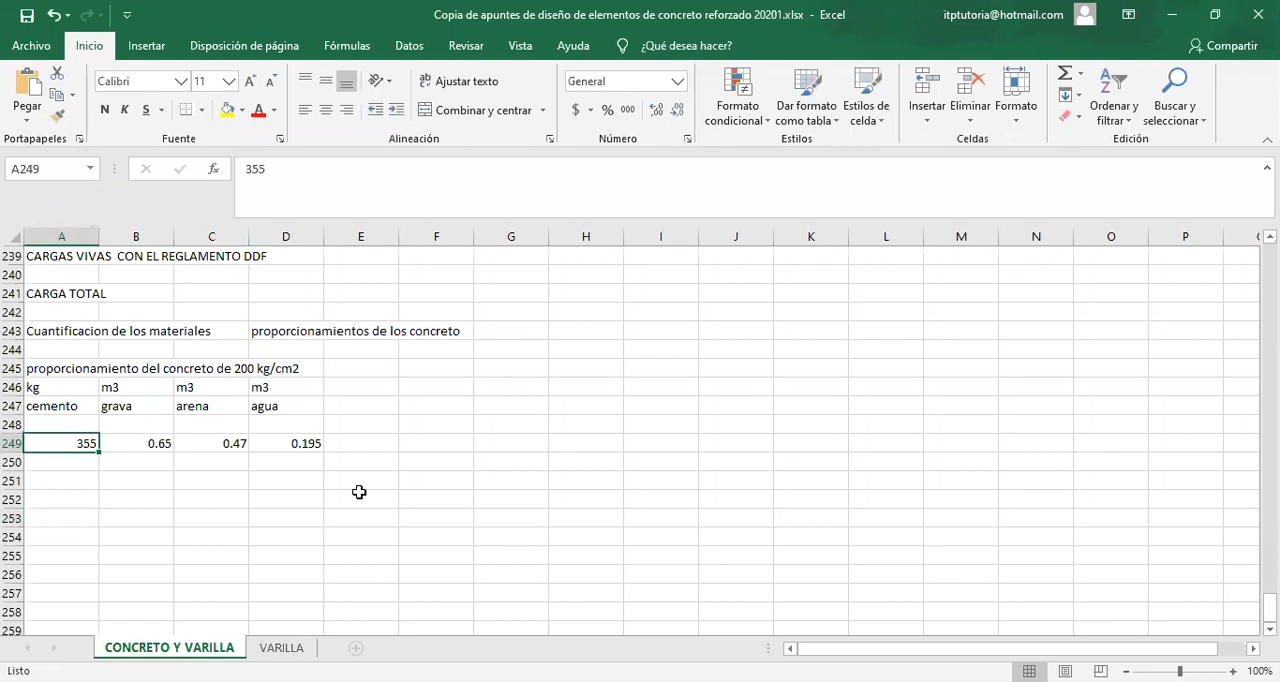 Copia de apuntes de diseño de elementos de concreto reforzado 20201.xlsx - Excel
itptutoria@hotmail.com
Archivo Inicio Insertar Disposición de página Fórmulas Datos Revisar Vista Ayuda ¿Qué desea hacer? Compartir
Pegar
Calibri 11
N K S
A A A
Ajustar texto
Combinar y centrar
General
$ % 000
Formato condicional
Dar formato como tabla
Estilos de celda
Insertar Eliminar Formato
Ordenar y filtrar
Buscar y seleccionar
Portapapeles Fuente Alineación Número Estilos Celdas Edición
A249 fx 355
A B C D E F G H I J K L M N O P
239 CARGAS VIVAS CON EL REGLAMENTO DDF
240
241 CARGA TOTAL
242
243 Cuantificacion de los materiales proporcionamientos de los concreto
244
245 proporcionamiento del concreto de 200 kg/cm2
246 kg m3 m3 m3
247 cemento grava arena agua
248
249 355 0.65 0.47 0.195
250
251
252
253
254
255
256
257
258
259
CONCRETO Y VARILLA VARILLA
Listo 100%